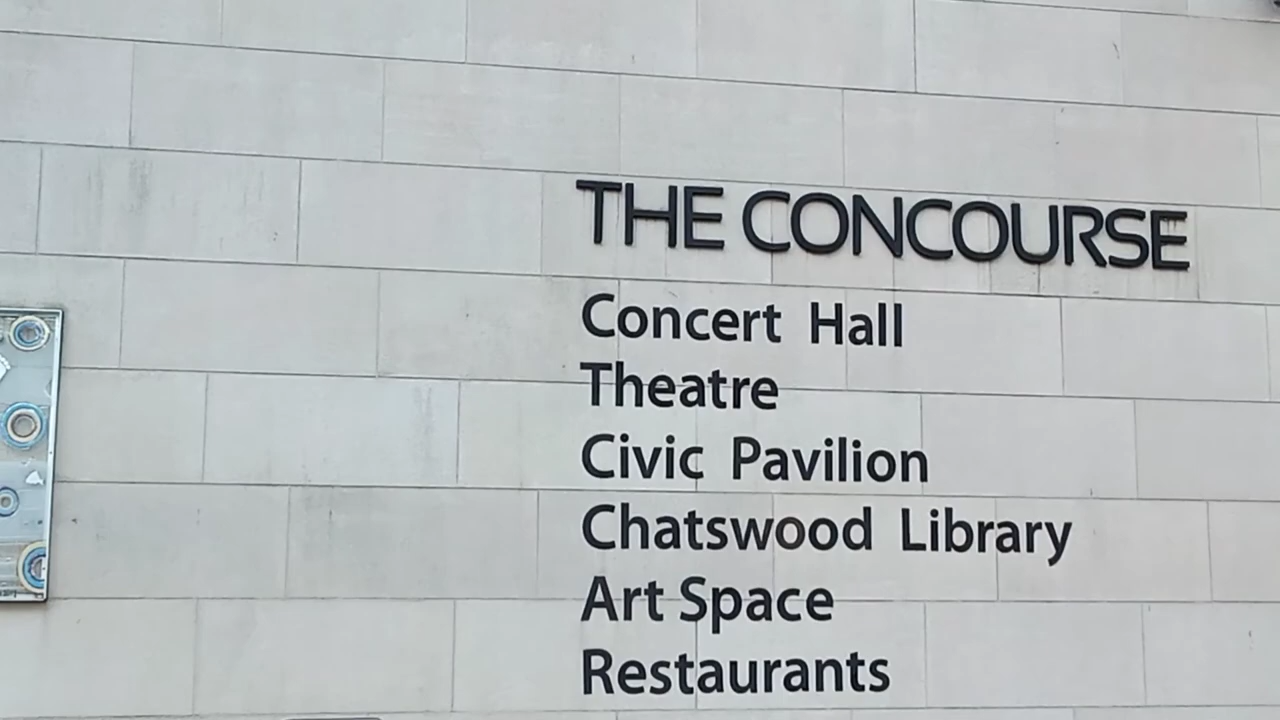 THE CONCOURSE
Concert Hall
Theatre
Civic Pavilion
Chatswood Library
Art Space
Restaurants